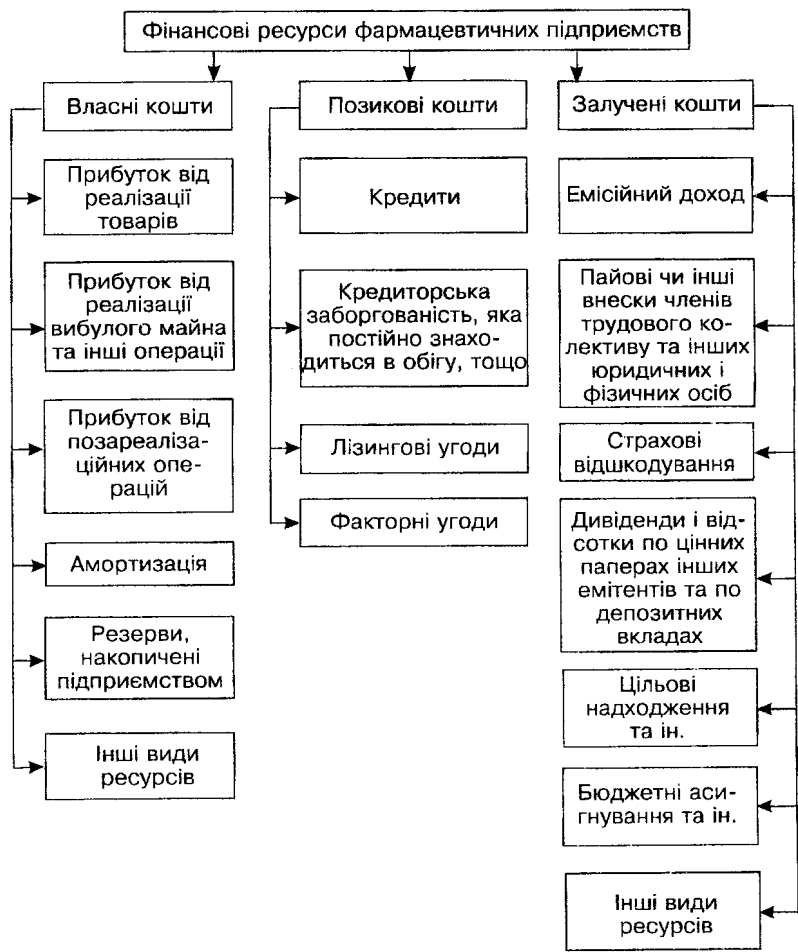 Фінансові ресурси фармацевтичних підприємств
Власні кошти
Позикові кошти
Залучені кошти
Прибуток від
реалізації
товарів
Прибуток від
реалізації
вибулого майна
та інші операції
Прибуток від
позареаліза-
ційних опе-
рацій
Амортизація
Резерви,
накопичені
підприємством
Інші види
ресурсів
Кредити
Кредиторська
заборгованість, яка
постійно знахо-
диться в обігу, тощо
Лізингові угоди
Факторні угоди
Емісійний доход
Пайові чи інші
внески членів
трудового ко-
лективу та інших
юридичних і
фізичних осіб
Страхові
відшкодування
Дивіденди і від-
сотки по цінних
паперах інших
емітентів та по
депозитних
вкладах
Цільові
надходження
та ін.
Бюджетні аси-
гнування та ін.
Інші види
ресурсів